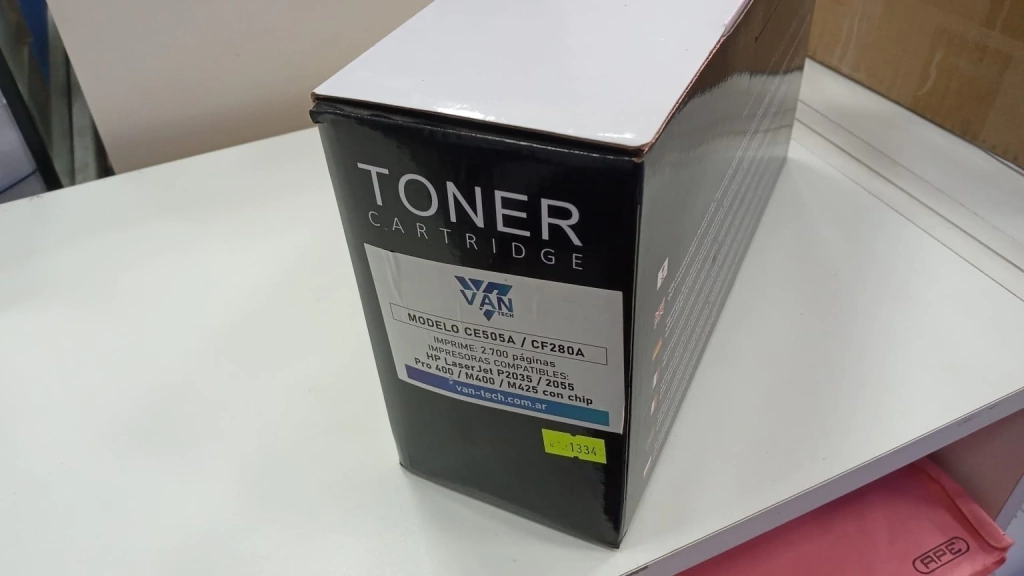 TONER
CARTRIDGE
VAN
TECH
MODELO CE505A / CF280A
IMPRIME: 2.700 páginas
IMPRESORAS COMPATIBLES:
HP LaserJet P2035 / 2055
Pro 400 / M400 / M425 con chip
van-tech.com.ar
1334
APE